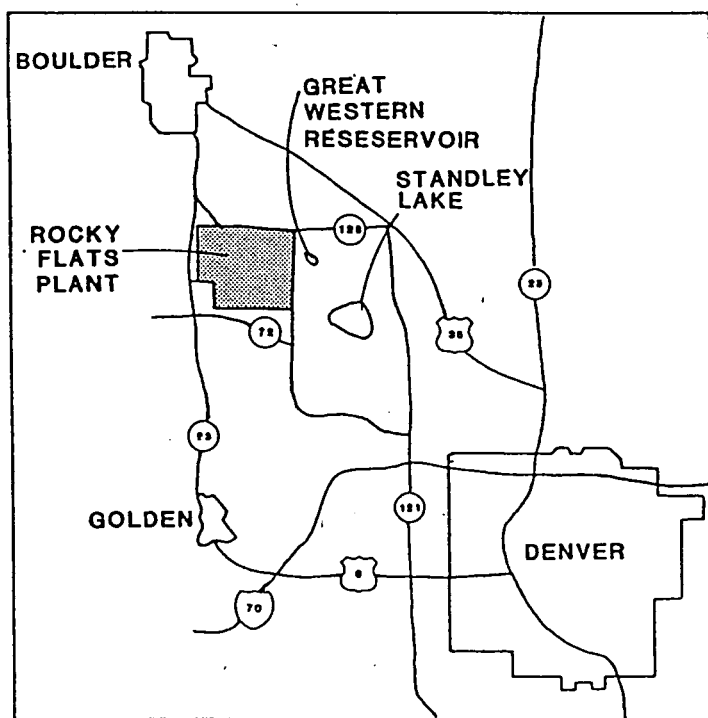 BOULDER
GREAT
WESTERN
RESESERVOIR
STANDLEY
LAKE
ROCKY
FLATS
PLANT
128
25
72
36
93
GOLDEN
121
DENVER
6
70